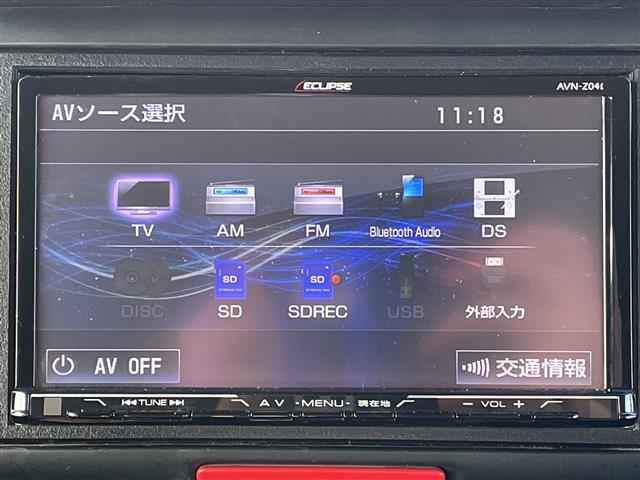 ECLIPSE AVN-Z04i
AVソース選択 11:18
TV AM FM Bluetooth Audio DS
SD SD
DISC SD SDREC USB 外部入力
AV OFF 交通情報
TUNE AV -MENU- 現在地 - VOL +